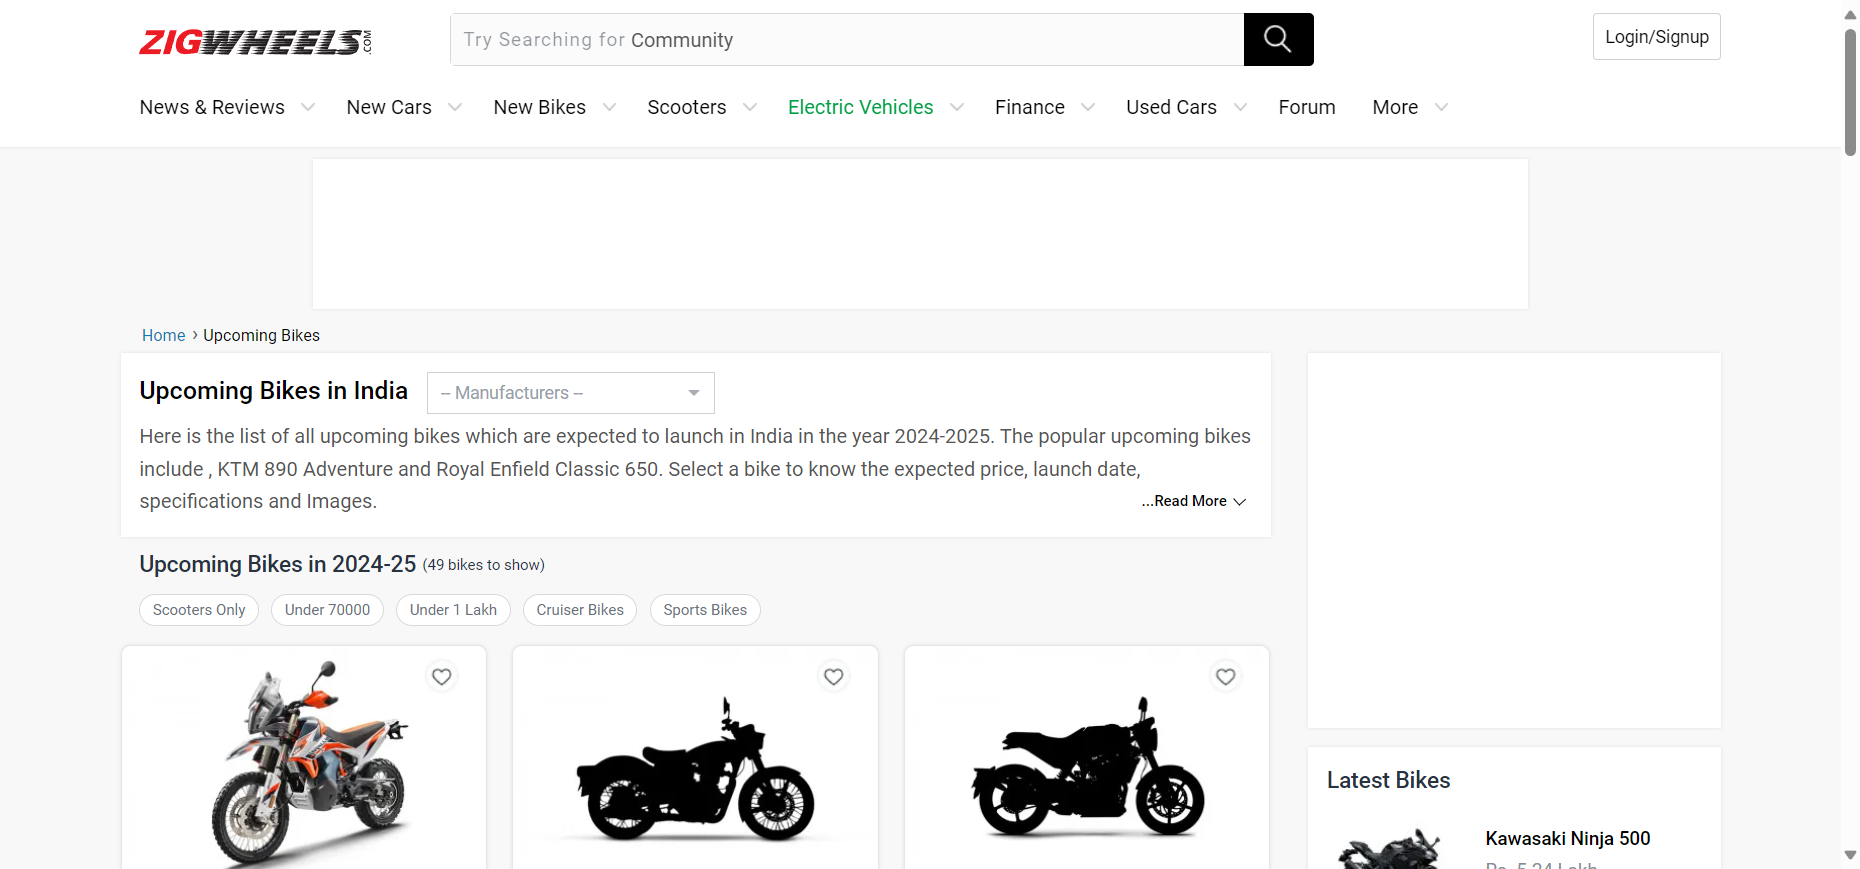 ZIGWHEELS.COM
Try Searching for Community
Login/Signup
News & Reviews
New Cars
New Bikes
Scooters
Electric Vehicles
Finance
Used Cars
Forum
More
Home › Upcoming Bikes
Upcoming Bikes in India
-- Manufacturers --
Here is the list of all upcoming bikes which are expected to launch in India in the year 2024-2025. The popular upcoming bikes
include , KTM 890 Adventure and Royal Enfield Classic 650. Select a bike to know the expected price, launch date,
specifications and Images.
...Read More
Upcoming Bikes in 2024-25 (49 bikes to show)
Scooters Only
Under 70000
Under 1 Lakh
Cruiser Bikes
Sports Bikes
Latest Bikes
Kawasaki Ninja 500
Rs. 5.24 Lakh